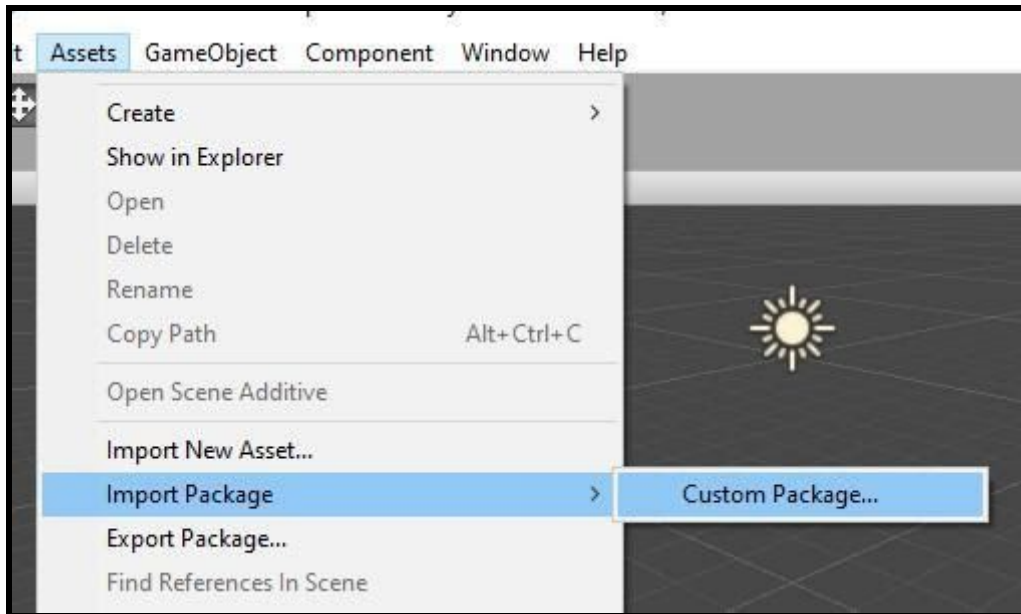 t Assets GameObject Component Window Help
Create >
Show in Explorer
Open
Delete
Rename
Copy Path Alt+Ctrl+C
Open Scene Additive
Import New Asset...
Import Package > Custom Package...
Export Package...
Find References In Scene